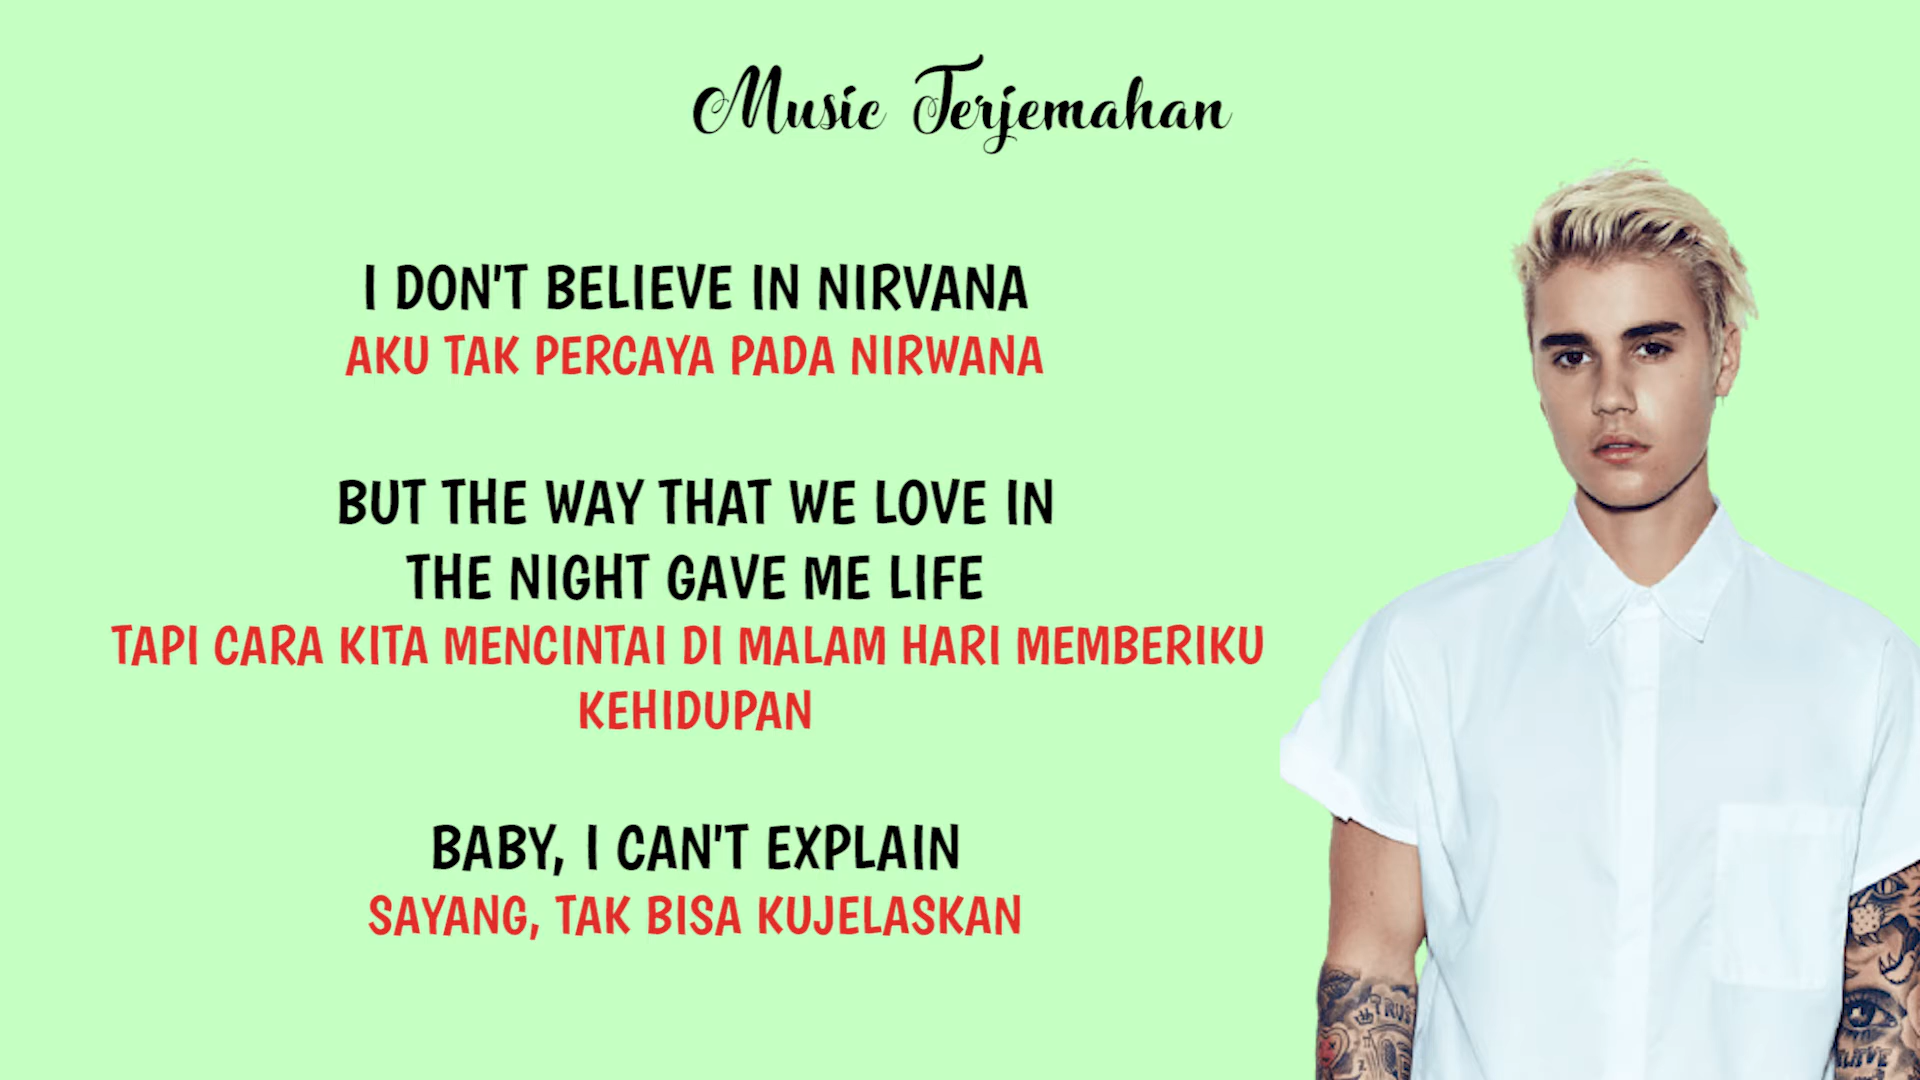 Music Terjemahan
I DON'T BELIEVE IN NIRVANA
AKU TAK PERCAYA PADA NIRWANA
BUT THE WAY THAT WE LOVE IN
THE NIGHT GAVE ME LIFE
TAPI CARA KITA MENCINTAI DI MALAM HARI MEMBERIKU
KEHIDUPAN
BABY, I CAN'T EXPLAIN
SAYANG, TAK BISA KUJELASKAN